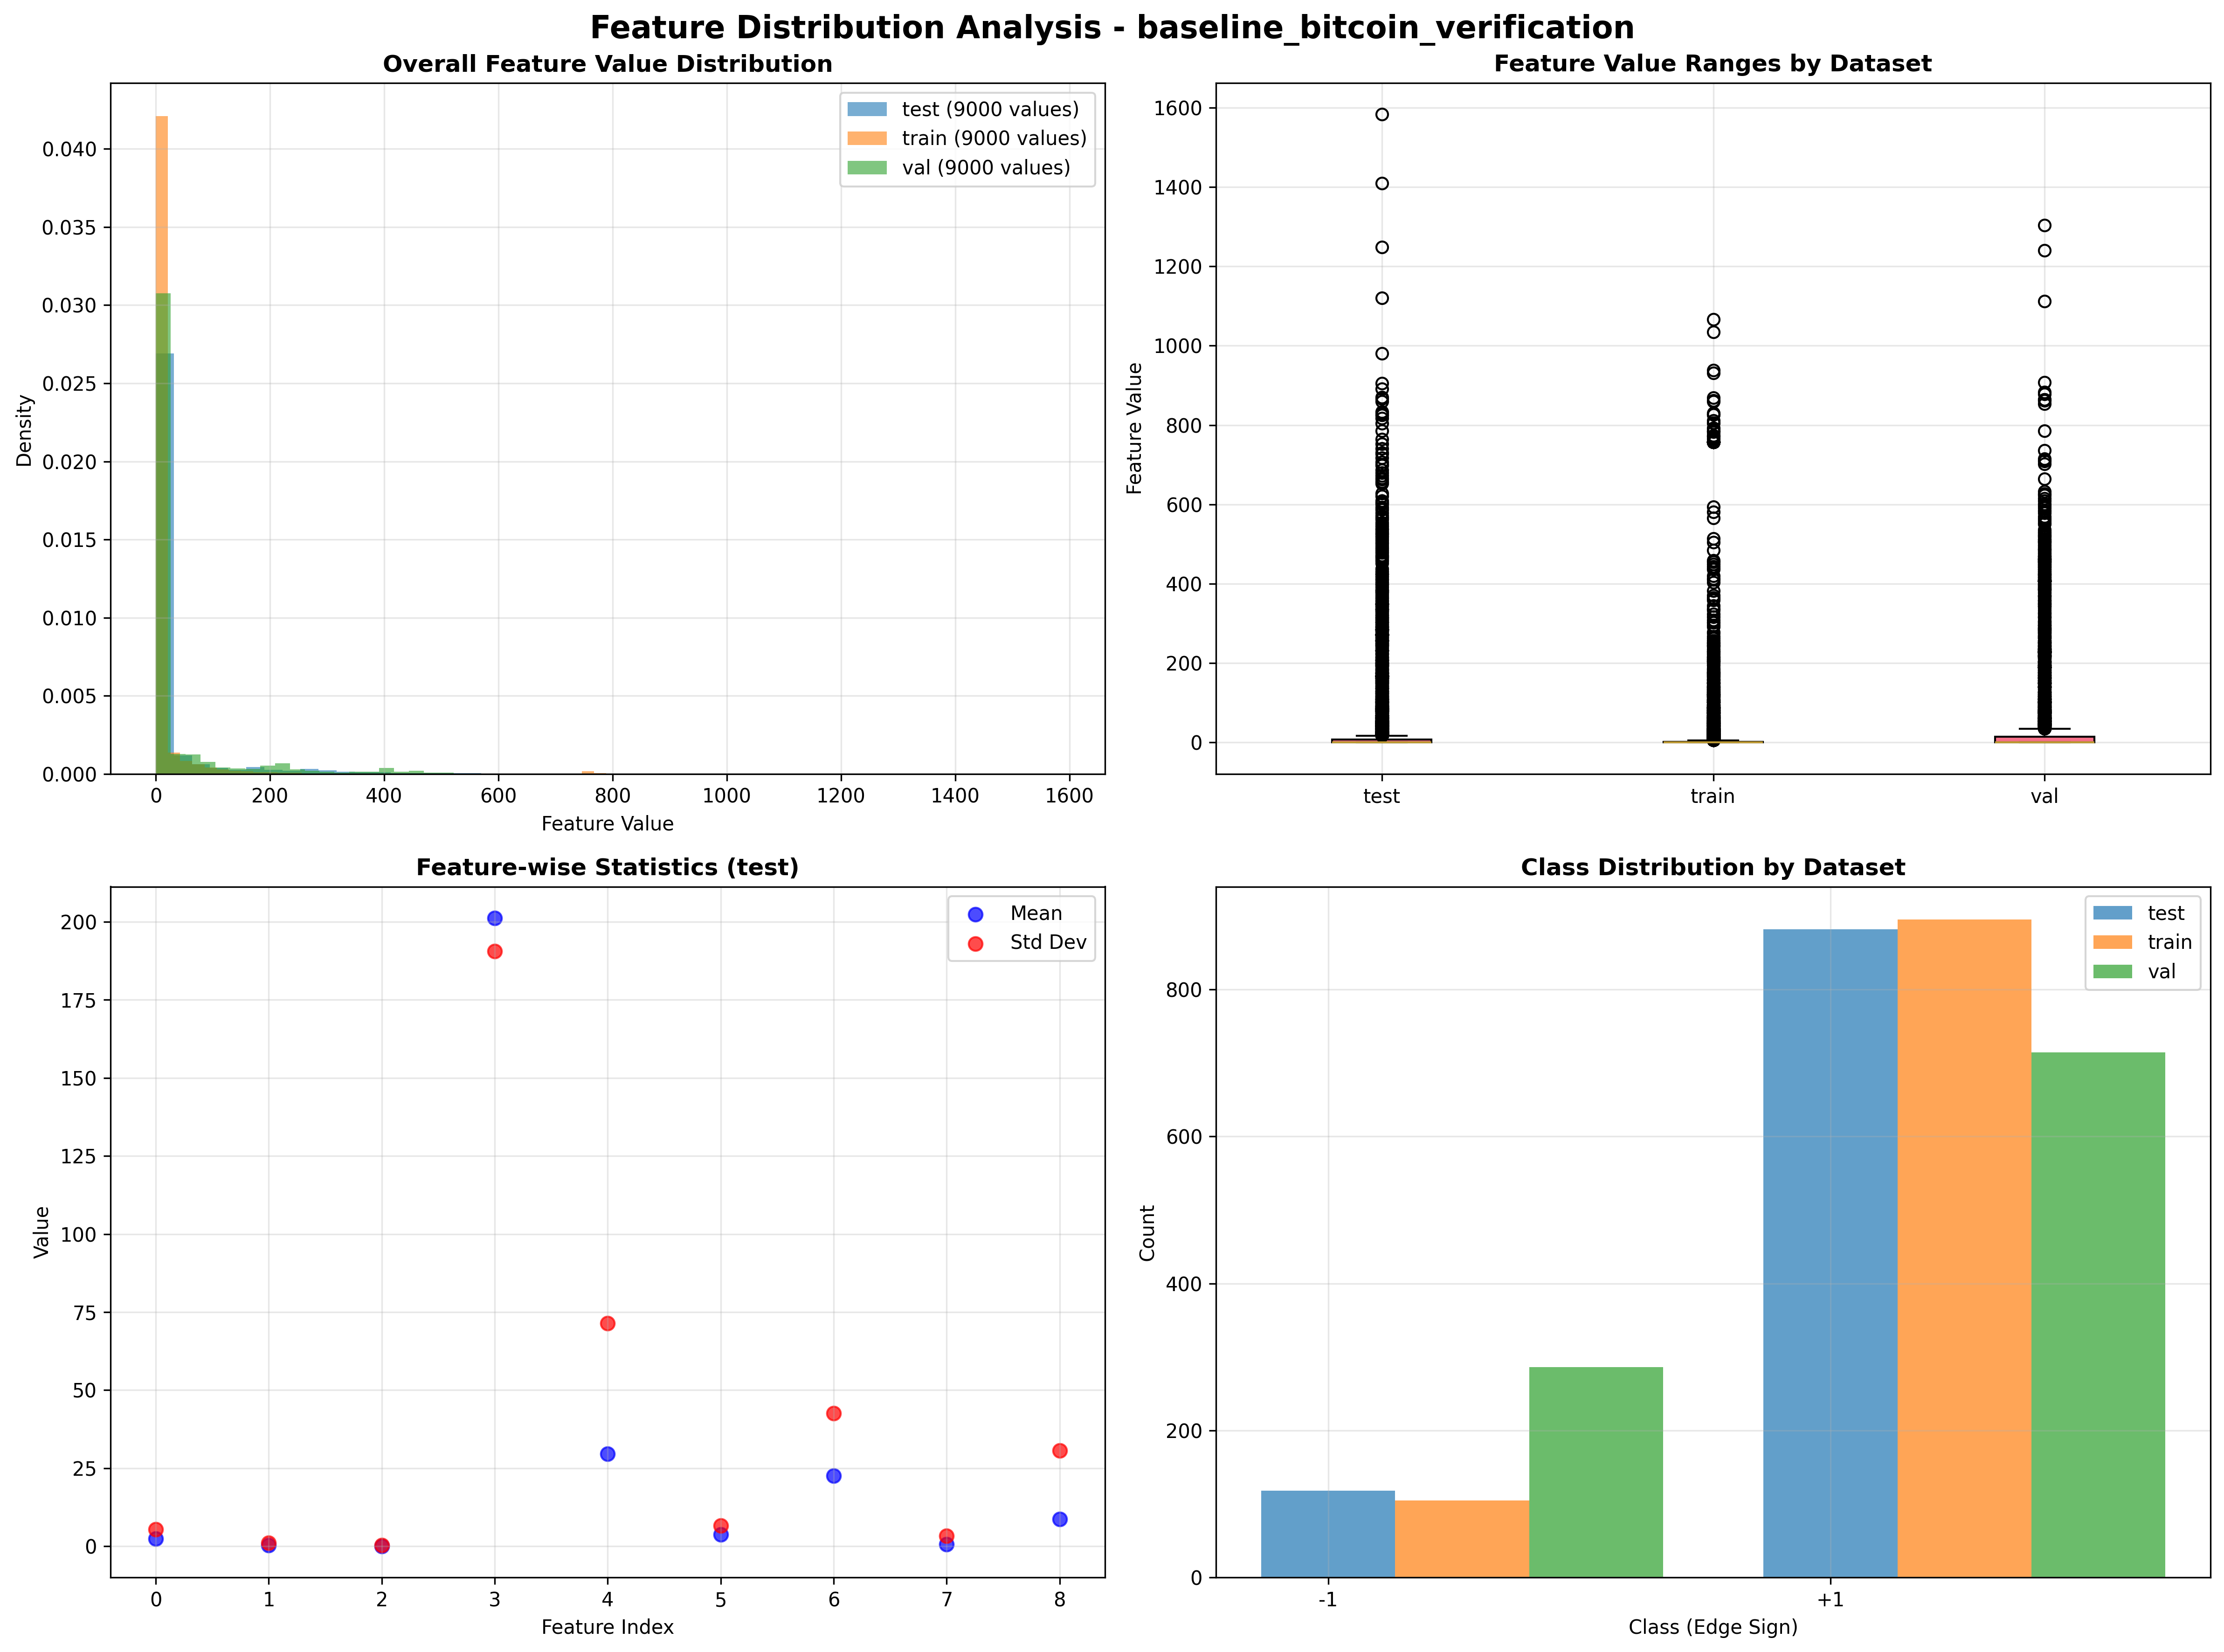 Feature Distribution Analysis - baseline_bitcoin_verification
Overall Feature Value Distribution
test (9000 values)
train (9000 values)
val (9000 values)
0.040
0.035
0.030
0.025
0.020
0.015
0.010
0.005
0.000
Density
0 200 400 600 800 1000 1200 1400 1600
Feature Value
Feature Value Ranges by Dataset
1600
1400
1200
1000
800
600
400
200
0
Feature Value
test train val
Feature-wise Statistics (test)
Mean
Std Dev
200
175
150
125
100
75
50
25
0
Value
0 1 2 3 4 5 6 7 8
Feature Index
Class Distribution by Dataset
test
train
val
800
600
400
200
0
Count
-1 +1
Class (Edge Sign)